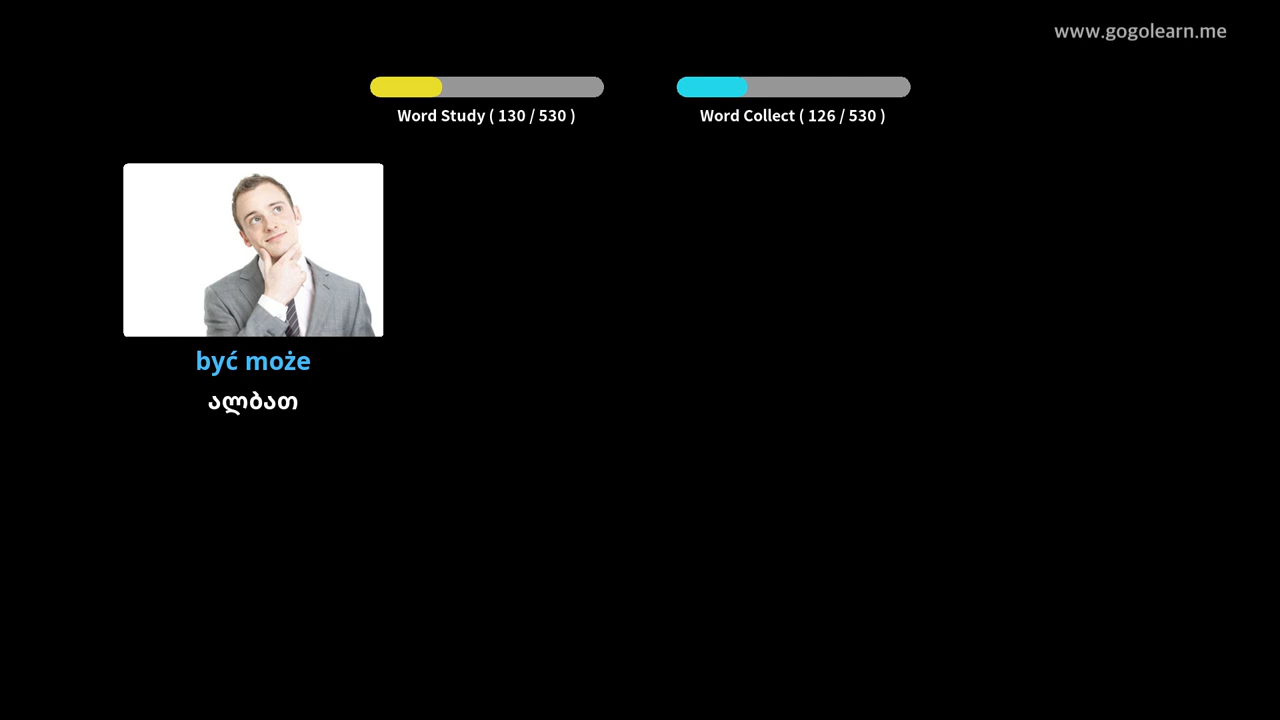 www.gogolearn.me
Word Study ( 130 / 530 )
Word Collect ( 126 / 530 )
być może
ალბათ